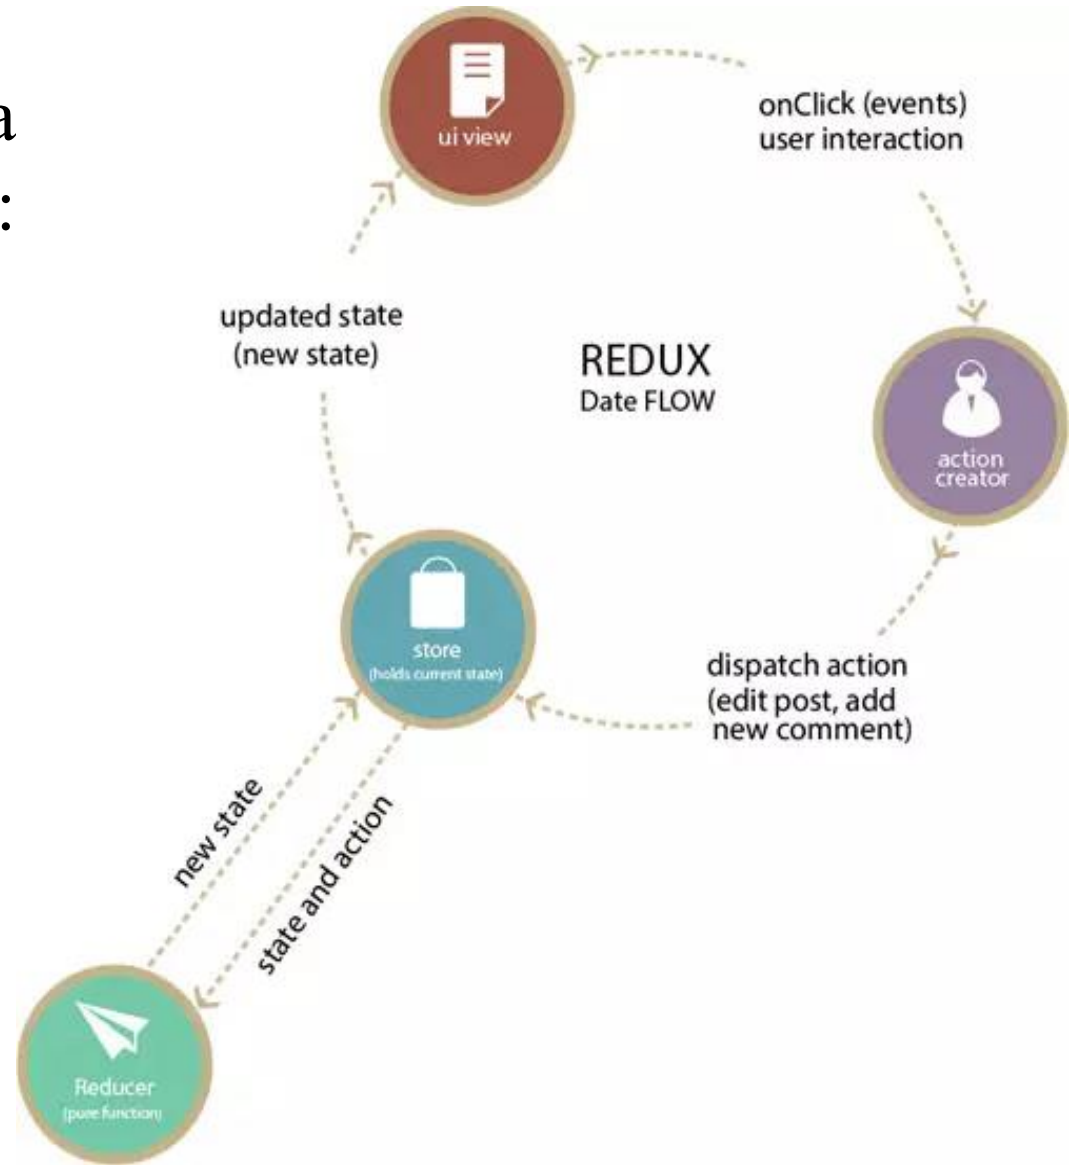 a
:
ui view
onClick (events)
user interaction
updated state
(new state)
REDUX
Date FLOW
action
creator
store
(holds current state)
dispatch action
(edit post, add
new comment)
new state
state and action
Reducer
(pure function)